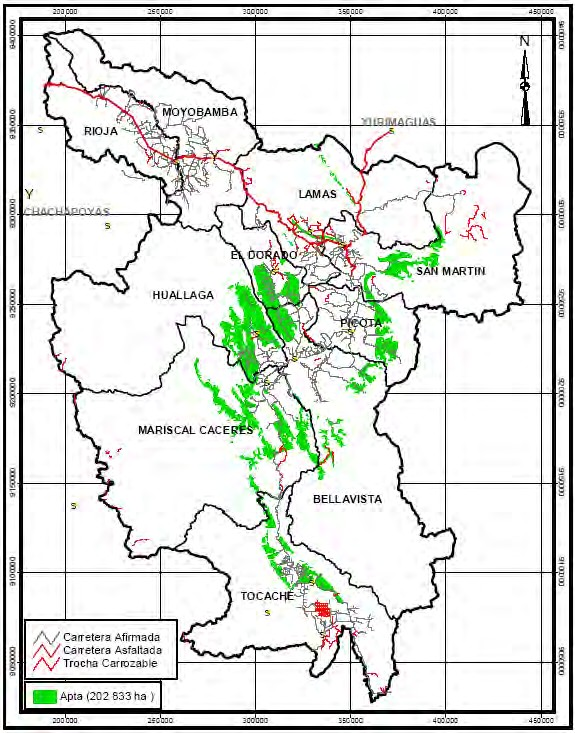 200000 250000 300000 350000 400000 450000
N
YURIMAGUAS
MOYOBAMBA
RIOJA
LAMAS
Y
CHACHAPOYAS
EL DORADO
SAN MARTIN
HUALLAGA
PICOTA
MARISCAL CACERES
BELLAVISTA
TOCACHE
Carretera Afirmada
Carretera Asfaltada
Trocha Carrozable
Apta (202 833 ha )
200000 250000 300000 350000 400000 450000